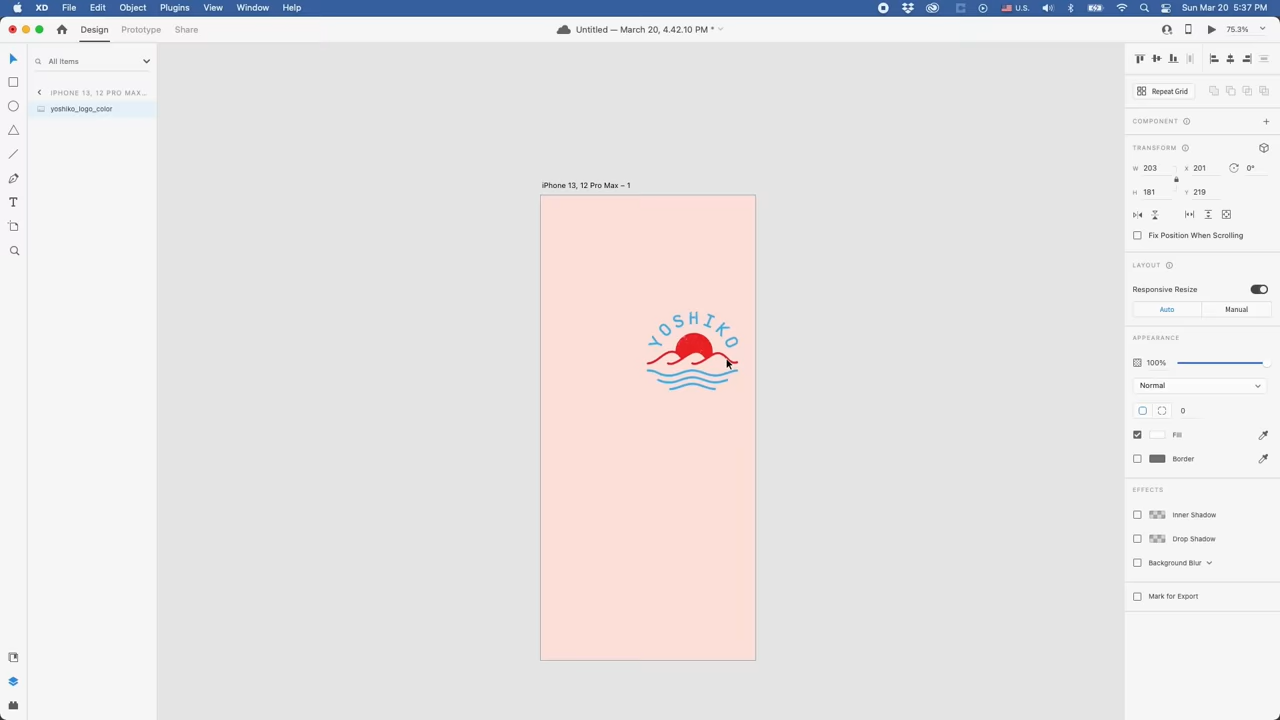 XD File Edit Object Plugins View Window Help U.S. Sun Mar 20 5:37 PM
Design Prototype Share Untitled — March 20, 4.42.10 PM * 75.3%
All Items
IPHONE 13, 12 PRO MAX...
yoshiko_logo_color
iPhone 13, 12 Pro Max – 1
YOSHIKO
Repeat Grid
COMPONENT
TRANSFORM
W 203 X 201 0°
H 181 Y 219
Fix Position When Scrolling
LAYOUT
Responsive Resize
Auto Manual
APPEARANCE
100%
Normal
0
Fill
Border
EFFECTS
Inner Shadow
Drop Shadow
Background Blur
Mark for Export